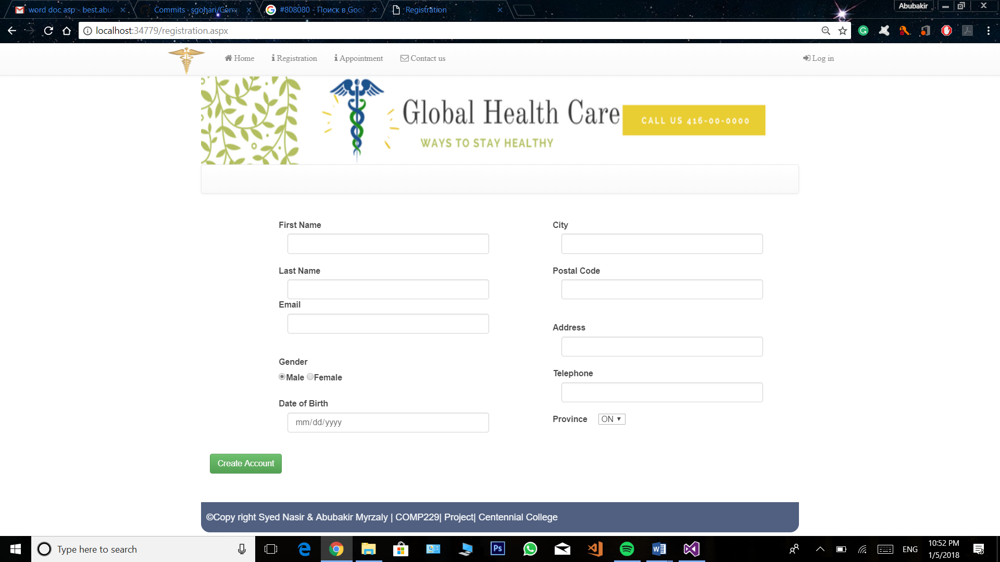 word doc asp - best.abu
Commits · sgohari/Com
#808080 - Поиск в Goo
Registration
Abubakir
localhost:34779/registration.aspx
Home
Registration
Appointment
Contact us
Log in
Global Health Care
WAYS TO STAY HEALTHY
CALL US 416-00-0000
First Name
City
Last Name
Postal Code
Email
Address
Gender
Male Female
Telephone
Date of Birth
mm/dd/yyyy
Province ON
Create Account
©Copy right Syed Nasir & Abubakir Myrzaly | COMP229| Project| Centennial College
Type here to search
Ps
ENG
10:52 PM
1/5/2018